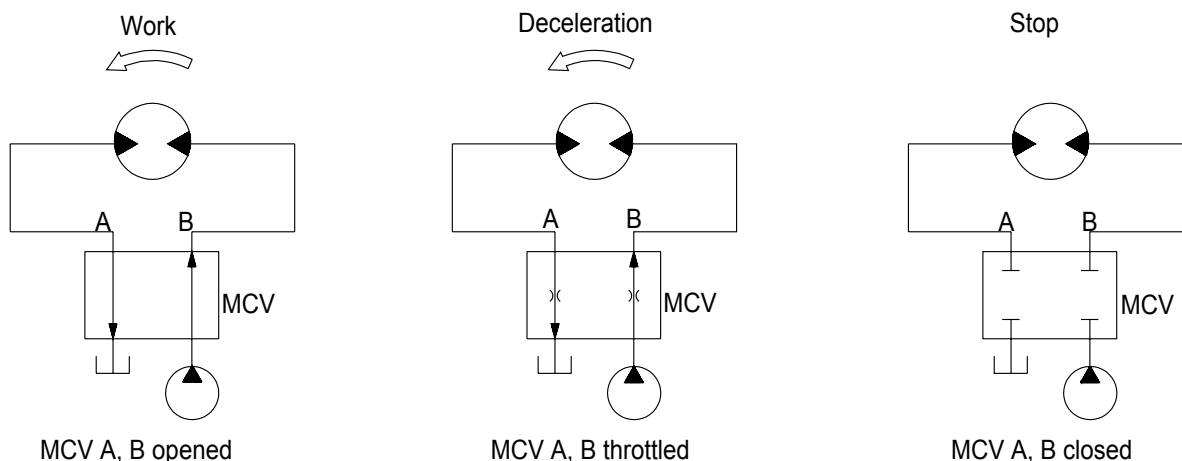 Work
Deceleration
Stop
A
B
MCV
A
B
MCV
A
B
MCV
MCV A, B opened
MCV A, B throttled
MCV A, B closed